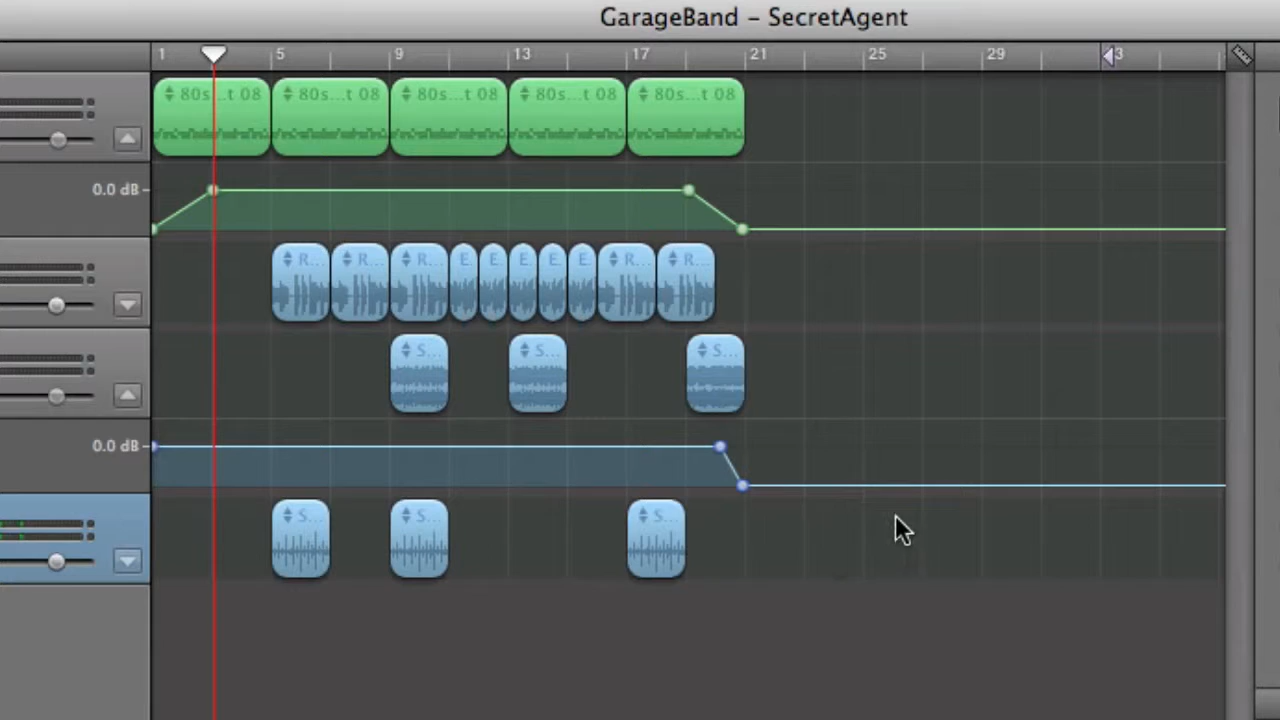 GarageBand – SecretAgent
1 5 9 13 17 21 25 29 3
80s...t 08 80s...t 08 80s...t 08 80s...t 08 80s...t 08
0.0 dB
R... R... R... E E E E E R... R...
S... S... S...
0.0 dB
S... S... S...